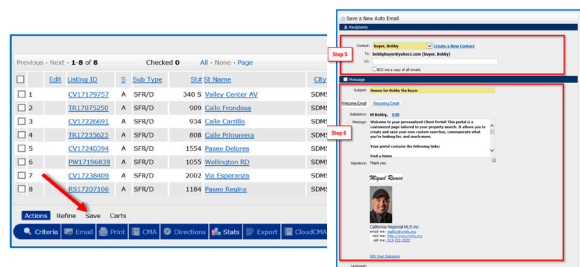 Previous · Next · 1-8 of 8 Checked 0 All · None · Page
Edit Listing ID S Sub Type St# St Name City
1 CV17179757 A SFR/D 340 S Valley Center AV SDMS
2 TR17075250 A SFR/D 909 Calle Frondosa SDMS
3 CV17226691 A SFR/D 934 Calle Carrillo SDMS
4 TR17235623 A SFR/D 808 Calle Primavera SDMS
5 CV17240394 A SFR/D 1554 Paseo Delores SDMS
6 PW17196838 A SFR/D 1055 Wellington RD SDMS
7 CV17238409 A SFR/D 2002 Via Esperanza SDMS
8 RS17207106 A SFR/D 1184 Paseo Regina SDMS
Actions Refine Save Carts
Criteria Email Print CMA Directions Stats Export CloudCMA
Save a New Auto Email
Recipients
Step 5
Contact: buyer, Bobby Create a New Contact
To: bobbybuyer@yahoo1.com (buyer, Bobby)
CC:
BCC me a copy of all emails
Message
Subject: Homes for Bobby the buyer
Welcome Email Recurring Email
Step 6
Salutation: Hi Bobby, Edit
Message: Welcome to your personalized Client Portal! This portal is a
customized page tailored to your property search. It allows you to
create and save your own custom searches, communicate what
you're looking for, and much more.
Your portal contains the following links:
Find a Home
Signature: Thank you
Miguel Ramos
California Regional MLS Inc
Edit Your Signature
Language: